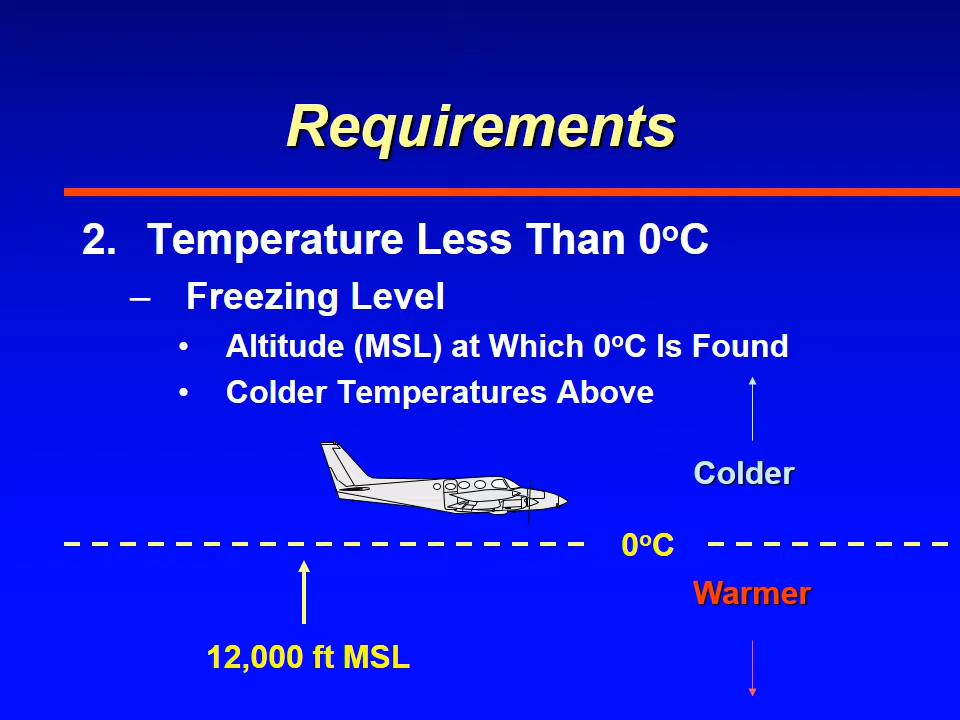 Requirements
2. Temperature Less Than 0°C
– Freezing Level
• Altitude (MSL) at Which 0°C Is Found
• Colder Temperatures Above
Colder
0°C
Warmer
12,000 ft MSL